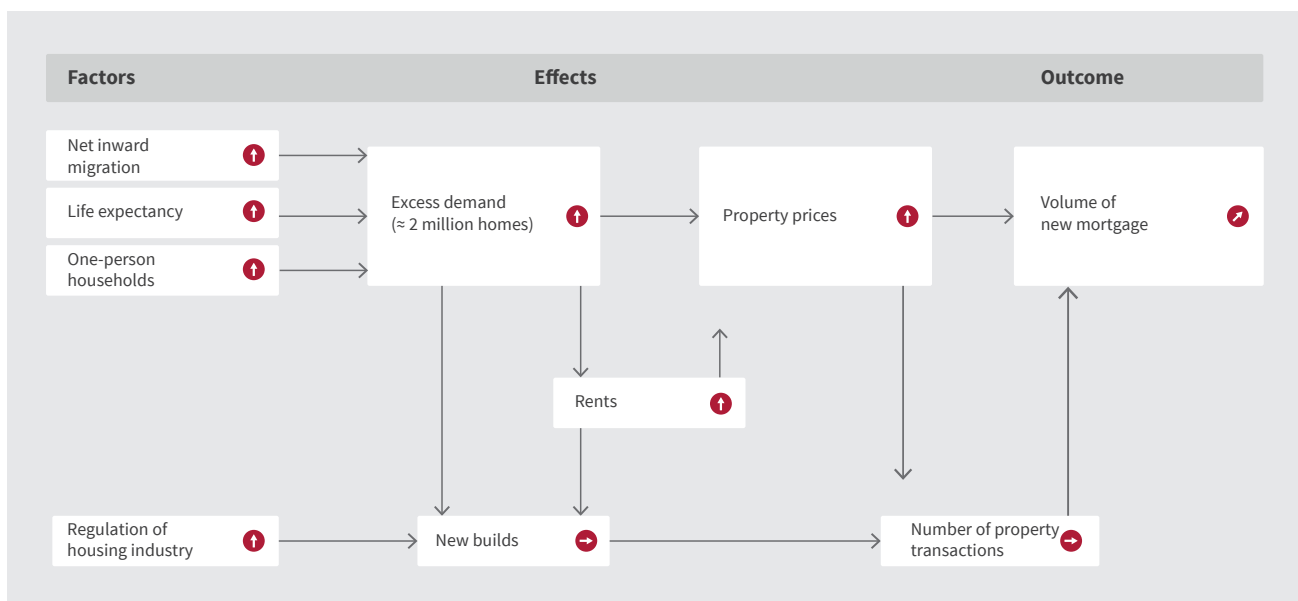 Factors
Effects
Outcome
Net inward
migration
Life expectancy
One-person
households
Excess demand
(≈ 2 million homes)
Property prices
Volume of
new mortgage
Rents
Regulation of
housing industry
New builds
Number of property
transactions